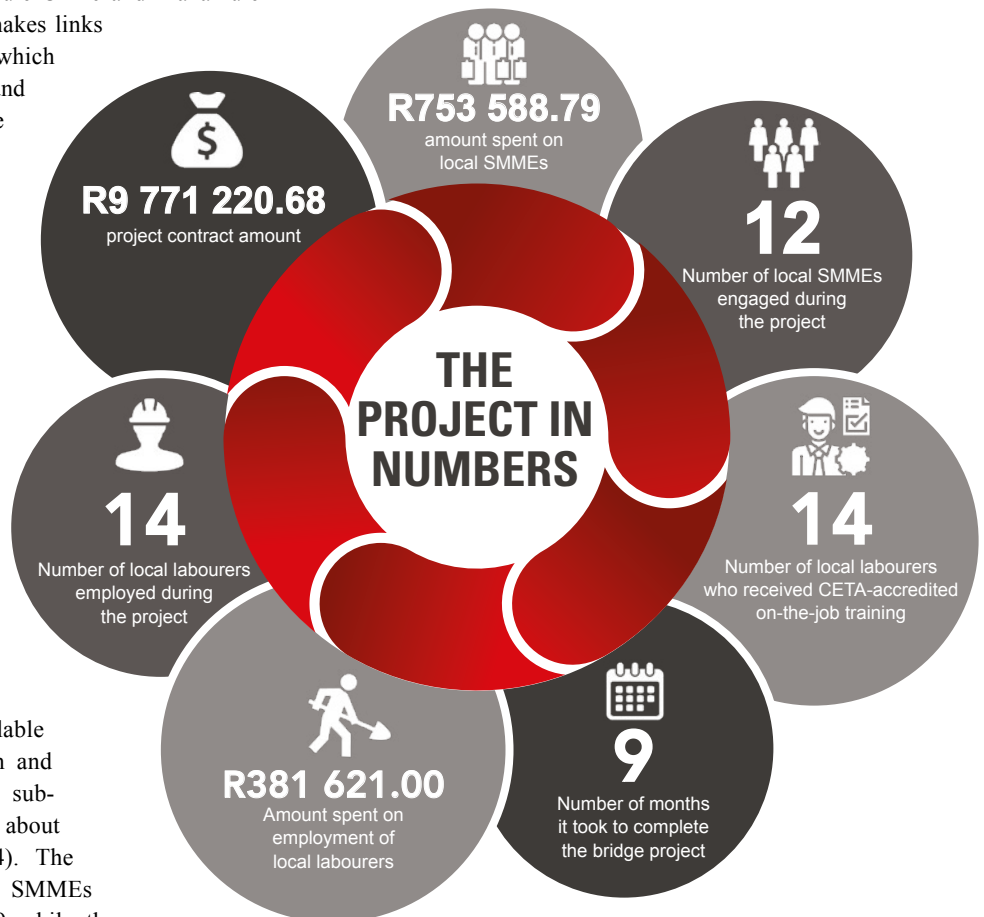 makes links
which
and
R753 588.79
amount spent on
local SMMEs
R9 771 220.68
project contract amount
12
Number of local SMMEs
engaged during
the project
THE
PROJECT IN
NUMBERS
14
Number of local labourers
employed during
the project
14
Number of local labourers
who received CETA-accredited
on-the-job training
R381 621.00
Amount spent on
employment of
local labourers
9
Number of months
it took to complete
the bridge project
and
sub-
about
4). The
SMMEs